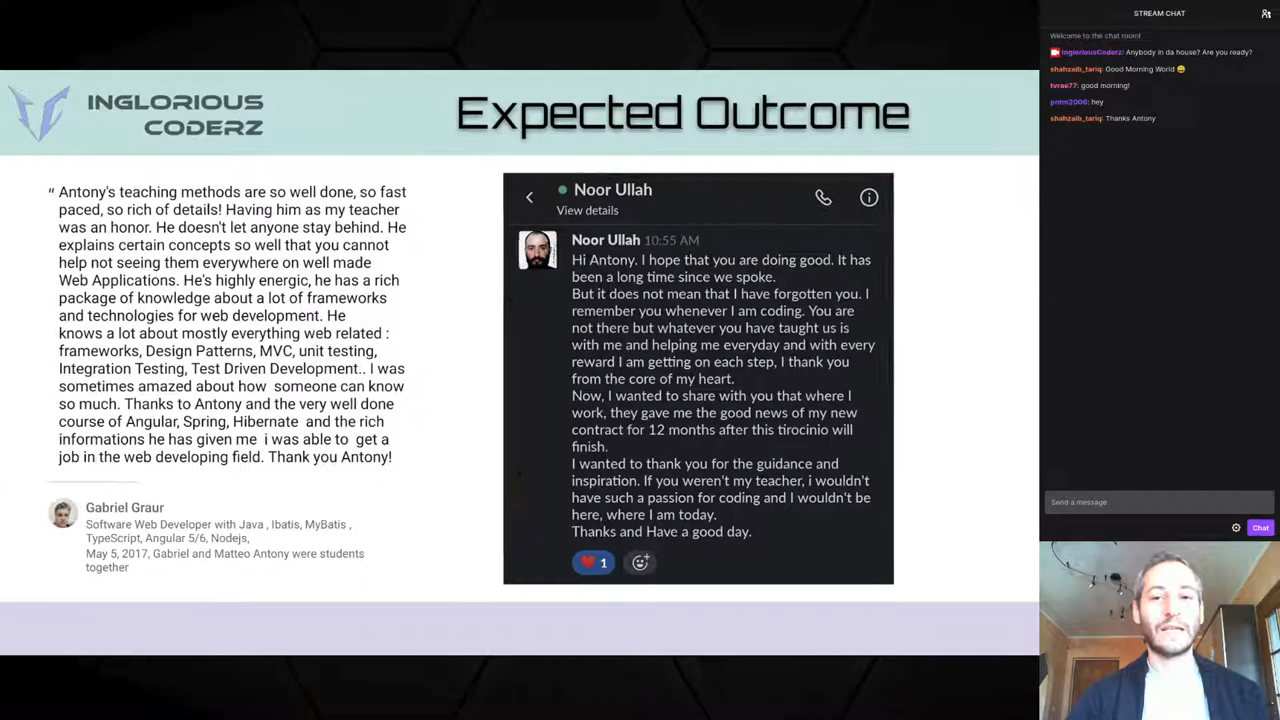 INGLORIOUS
CODERZ
Expected Outcome
“ Antony's teaching methods are so well done, so fast
paced, so rich of details! Having him as my teacher
was an honor. He doesn't let anyone stay behind. He
explains certain concepts so well that you cannot
help not seeing them everywhere on well made
Web Applications. He's highly energic, he has a rich
package of knowledge about a lot of frameworks
and technologies for web development. He
knows a lot about mostly everything web related :
frameworks, Design Patterns, MVC, unit testing,
Integration Testing, Test Driven Development.. I was
sometimes amazed about how someone can know
so much. Thanks to Antony and the very well done
course of Angular, Spring, Hibernate and the rich
informations he has given me i was able to get a
job in the web developing field. Thank you Antony!
Gabriel Graur
Software Web Developer with Java , Ibatis, MyBatis ,
TypeScript, Angular 5/6, Nodejs,
May 5, 2017, Gabriel and Matteo Antony were students
together
Noor Ullah
View details
Noor Ullah 10:55 AM
Hi Antony. I hope that you are doing good. It has
been a long time since we spoke.
But it does not mean that I have forgotten you. I
remember you whenever I am coding. You are
not there but whatever you have taught us is
with me and helping me everyday and with every
reward I am getting on each step, I thank you
from the core of my heart.
Now, I wanted to share with you that where I
work, they gave me the good news of my new
contract for 12 months after this tirocinio will
finish.
I wanted to thank you for the guidance and
inspiration. If you weren't my teacher, i wouldn't
have such a passion for coding and I wouldn't be
here, where I am today.
Thanks and Have a good day.
1
STREAM CHAT
Welcome to the chat room!
IngloriousCoderz: Anybody in da house? Are you ready?
shahzaib_tariq: Good Morning World 😀
tvrae77: good morning!
pntm2006: hey
shahzaib_tariq: Thanks Antony
Send a message
Chat